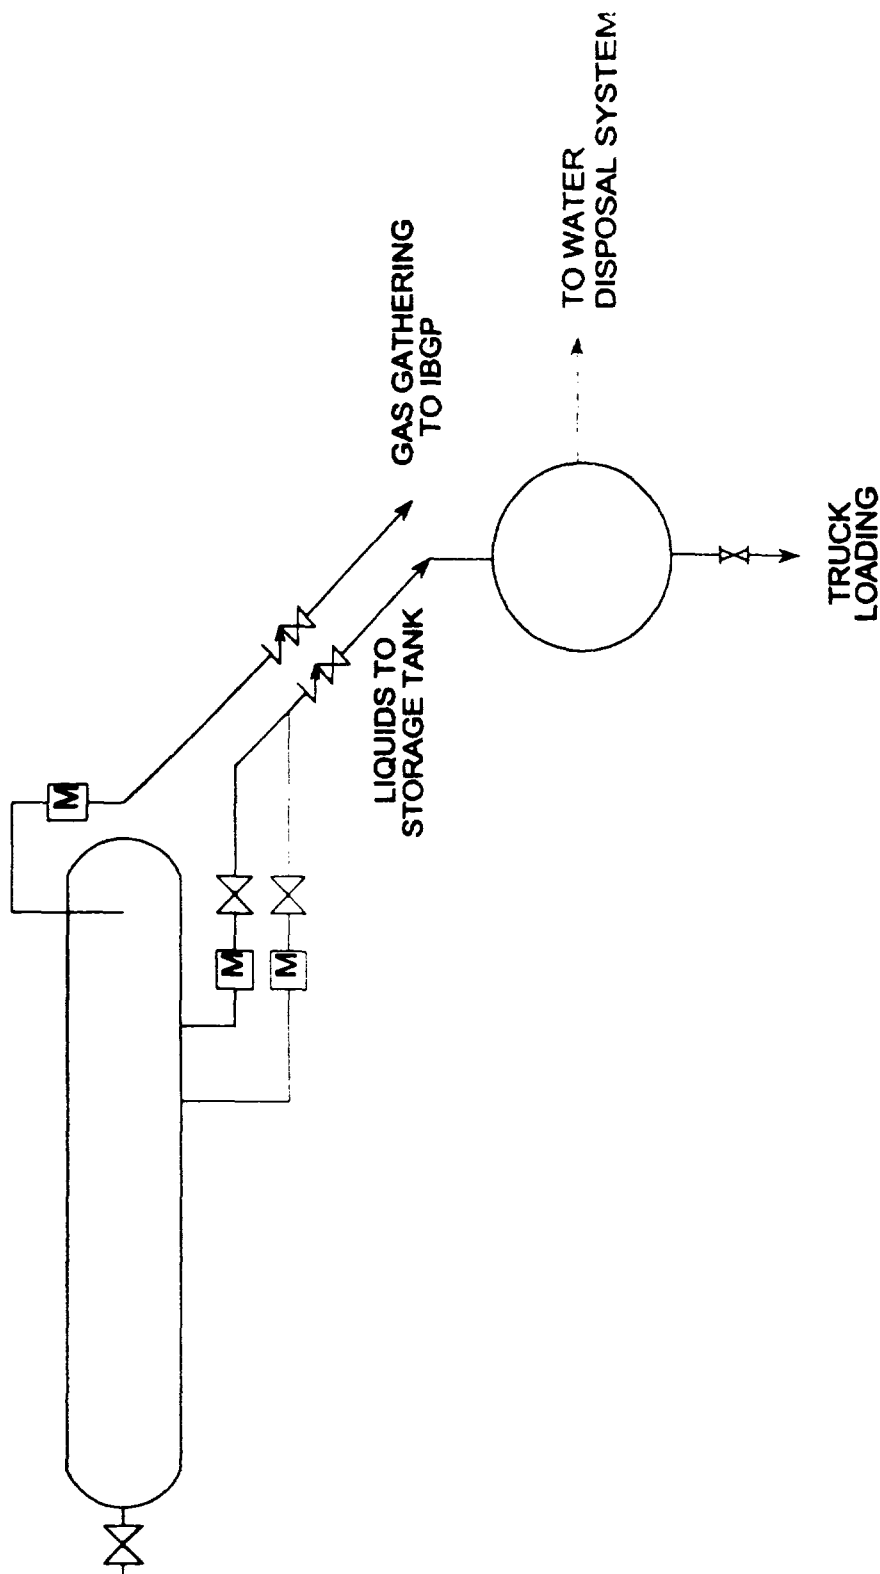 M
M
M
GAS GATHERING
TO IBGP
LIQUIDS TO
STORAGE TANK
TO WATER
DISPOSAL SYSTEM
TRUCK
LOADING